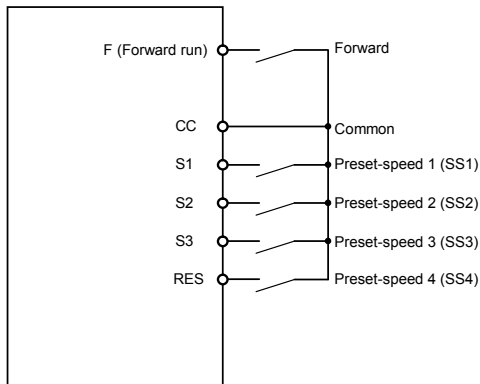 F (Forward run) Forward
CC Common
S1 Preset-speed 1 (SS1)
S2 Preset-speed 2 (SS2)
S3 Preset-speed 3 (SS3)
RES Preset-speed 4 (SS4)